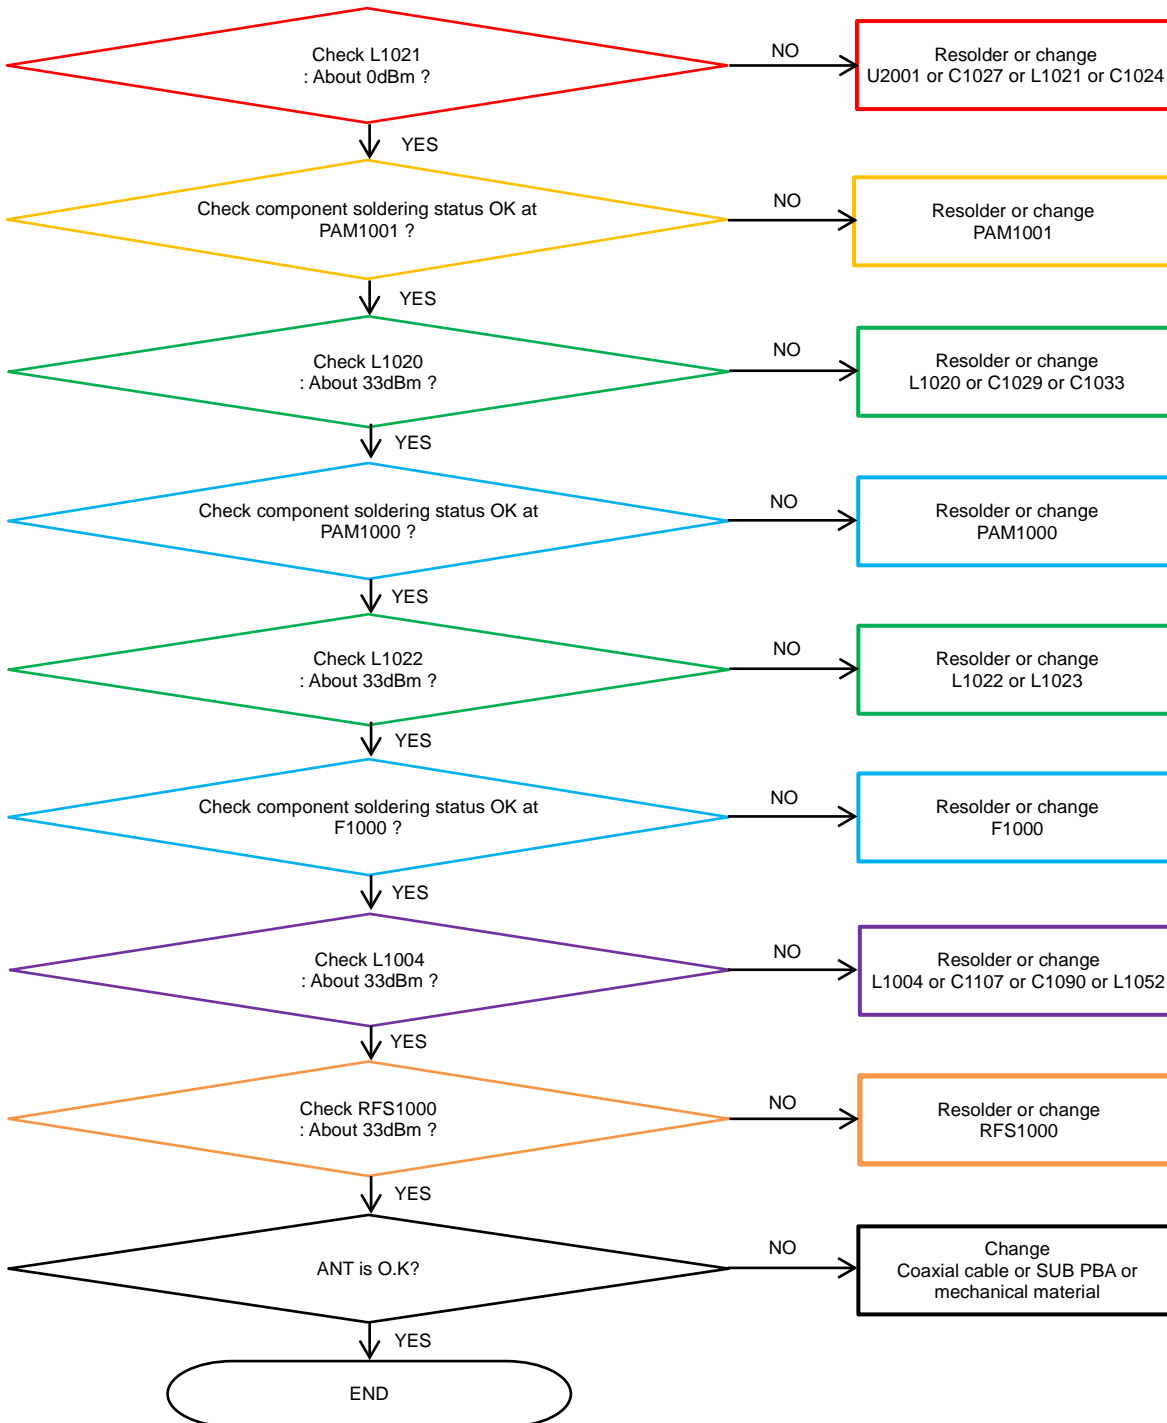 Check L1021
: About 0dBm ?
NO
Resolder or change
U2001 or C1027 or L1021 or C1024
YES
Check component soldering status OK at
PAM1001 ?
NO
Resolder or change
PAM1001
YES
Check L1020
: About 33dBm ?
NO
Resolder or change
L1020 or C1029 or C1033
YES
Check component soldering status OK at
PAM1000 ?
NO
Resolder or change
PAM1000
YES
Check L1022
: About 33dBm ?
NO
Resolder or change
L1022 or L1023
YES
Check component soldering status OK at
F1000 ?
NO
Resolder or change
F1000
YES
Check L1004
: About 33dBm ?
NO
Resolder or change
L1004 or C1107 or C1090 or L1052
YES
Check RFS1000
: About 33dBm ?
NO
Resolder or change
RFS1000
YES
ANT is O.K?
NO
Change
Coaxial cable or SUB PBA or
mechanical material
YES
END